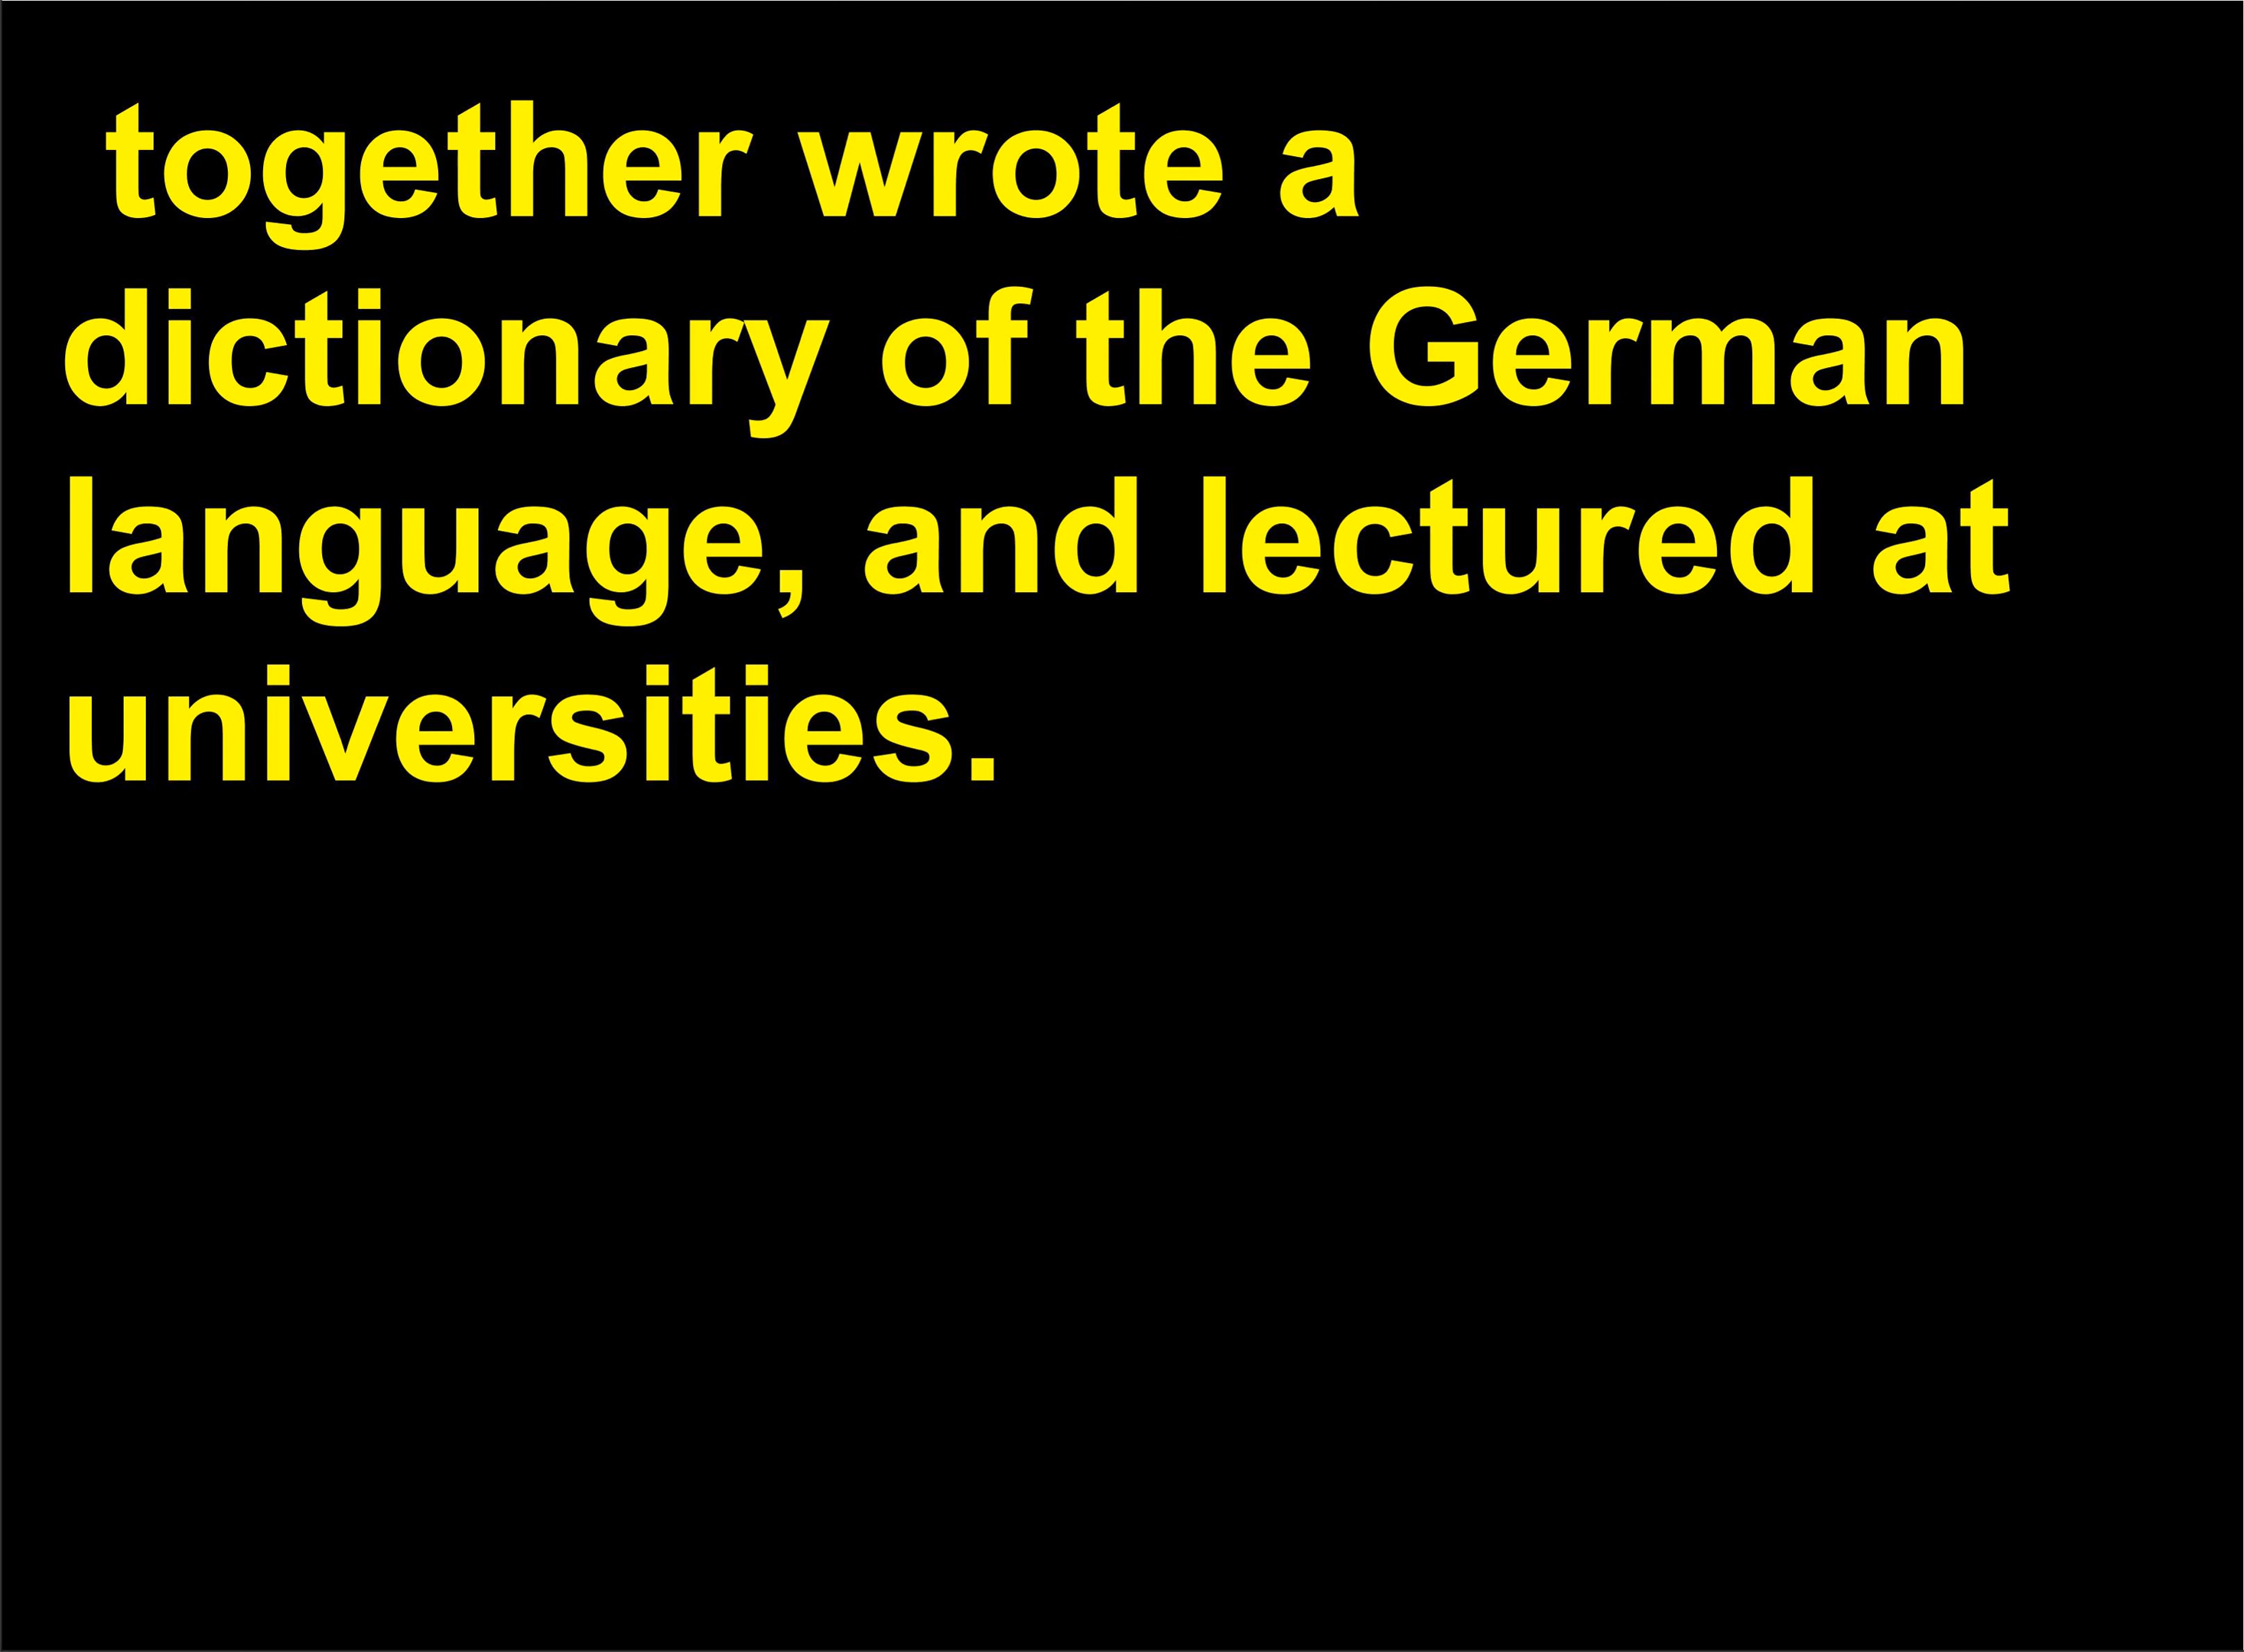 together wrote a
dictionary of the German
language, and lectured at
universities.